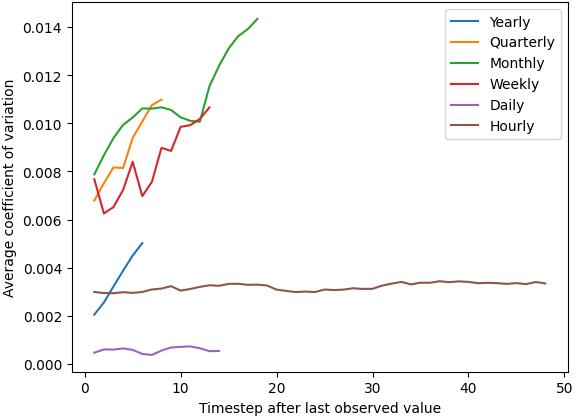 Average coefficient of variation
0.014
0.012
0.010
0.008
0.006
0.004
0.002
0.000
Yearly
Quarterly
Monthly
Weekly
Daily
Hourly
0 10 20 30 40 50
Timestep after last observed value